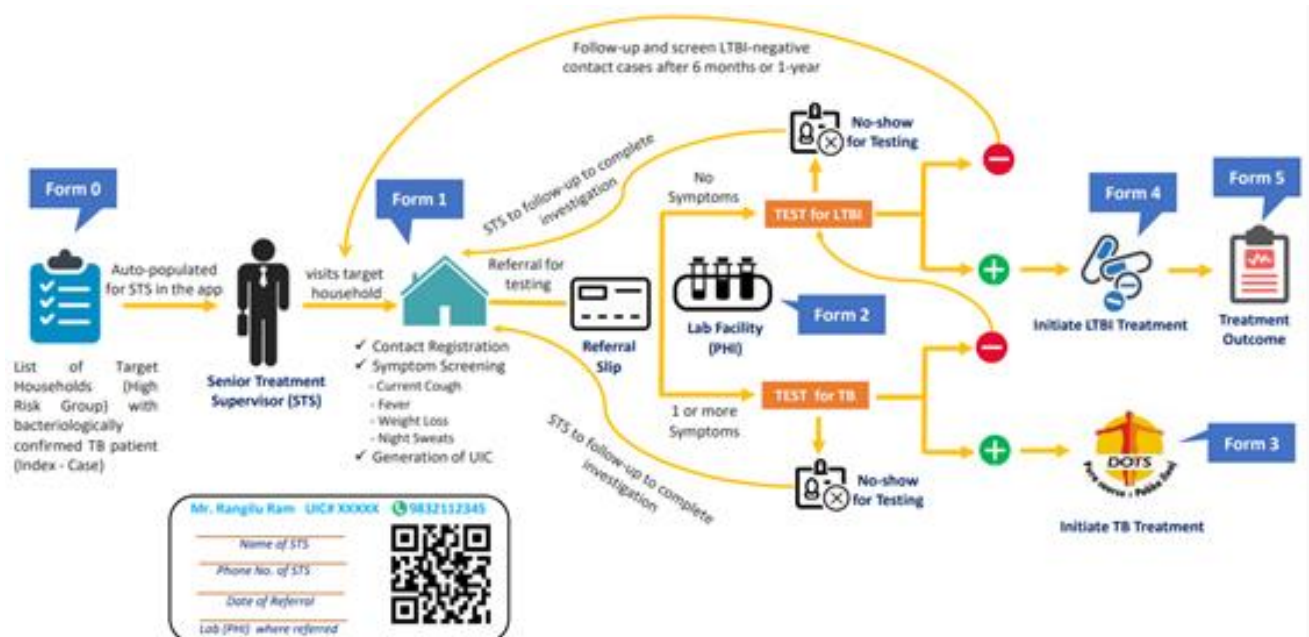 Follow-up and screen LTBI-negative
contact cases after 6 months or 1-year
Form 0
Auto-populated
for STS in the app
List of Target
Households (High
Risk Group) with
bacteriologically
confirmed TB patient
(Index - Case)
Senior Treatment
Supervisor (STS)
visits target
household
Form 1
✓ Contact Registration
✓ Symptom Screening
- Current Cough
- Fever
- Weight Loss
- Night Sweats
✓ Generation of UIC
STS to follow-up to complete
investigation
Referral for
testing
Referral
Slip
STS to follow-up to complete
investigation
No-show
for Testing
No
Symptoms
TEST for LTBI
Lab Facility
(PHI)
Form 2
TEST for TB
1 or more
Symptoms
No-show
for Testing
Form 4
Initiate LTBI Treatment
Form 5
Treatment
Outcome
Form 3
DOTS
Pura course : Pakka ilaaj
Initiate TB Treatment
Mr. Rangilu Ram UIC# XXXXX 9832112345
Name of STS
Phone No. of STS
Date of Referral
Lab (PHI) where referred